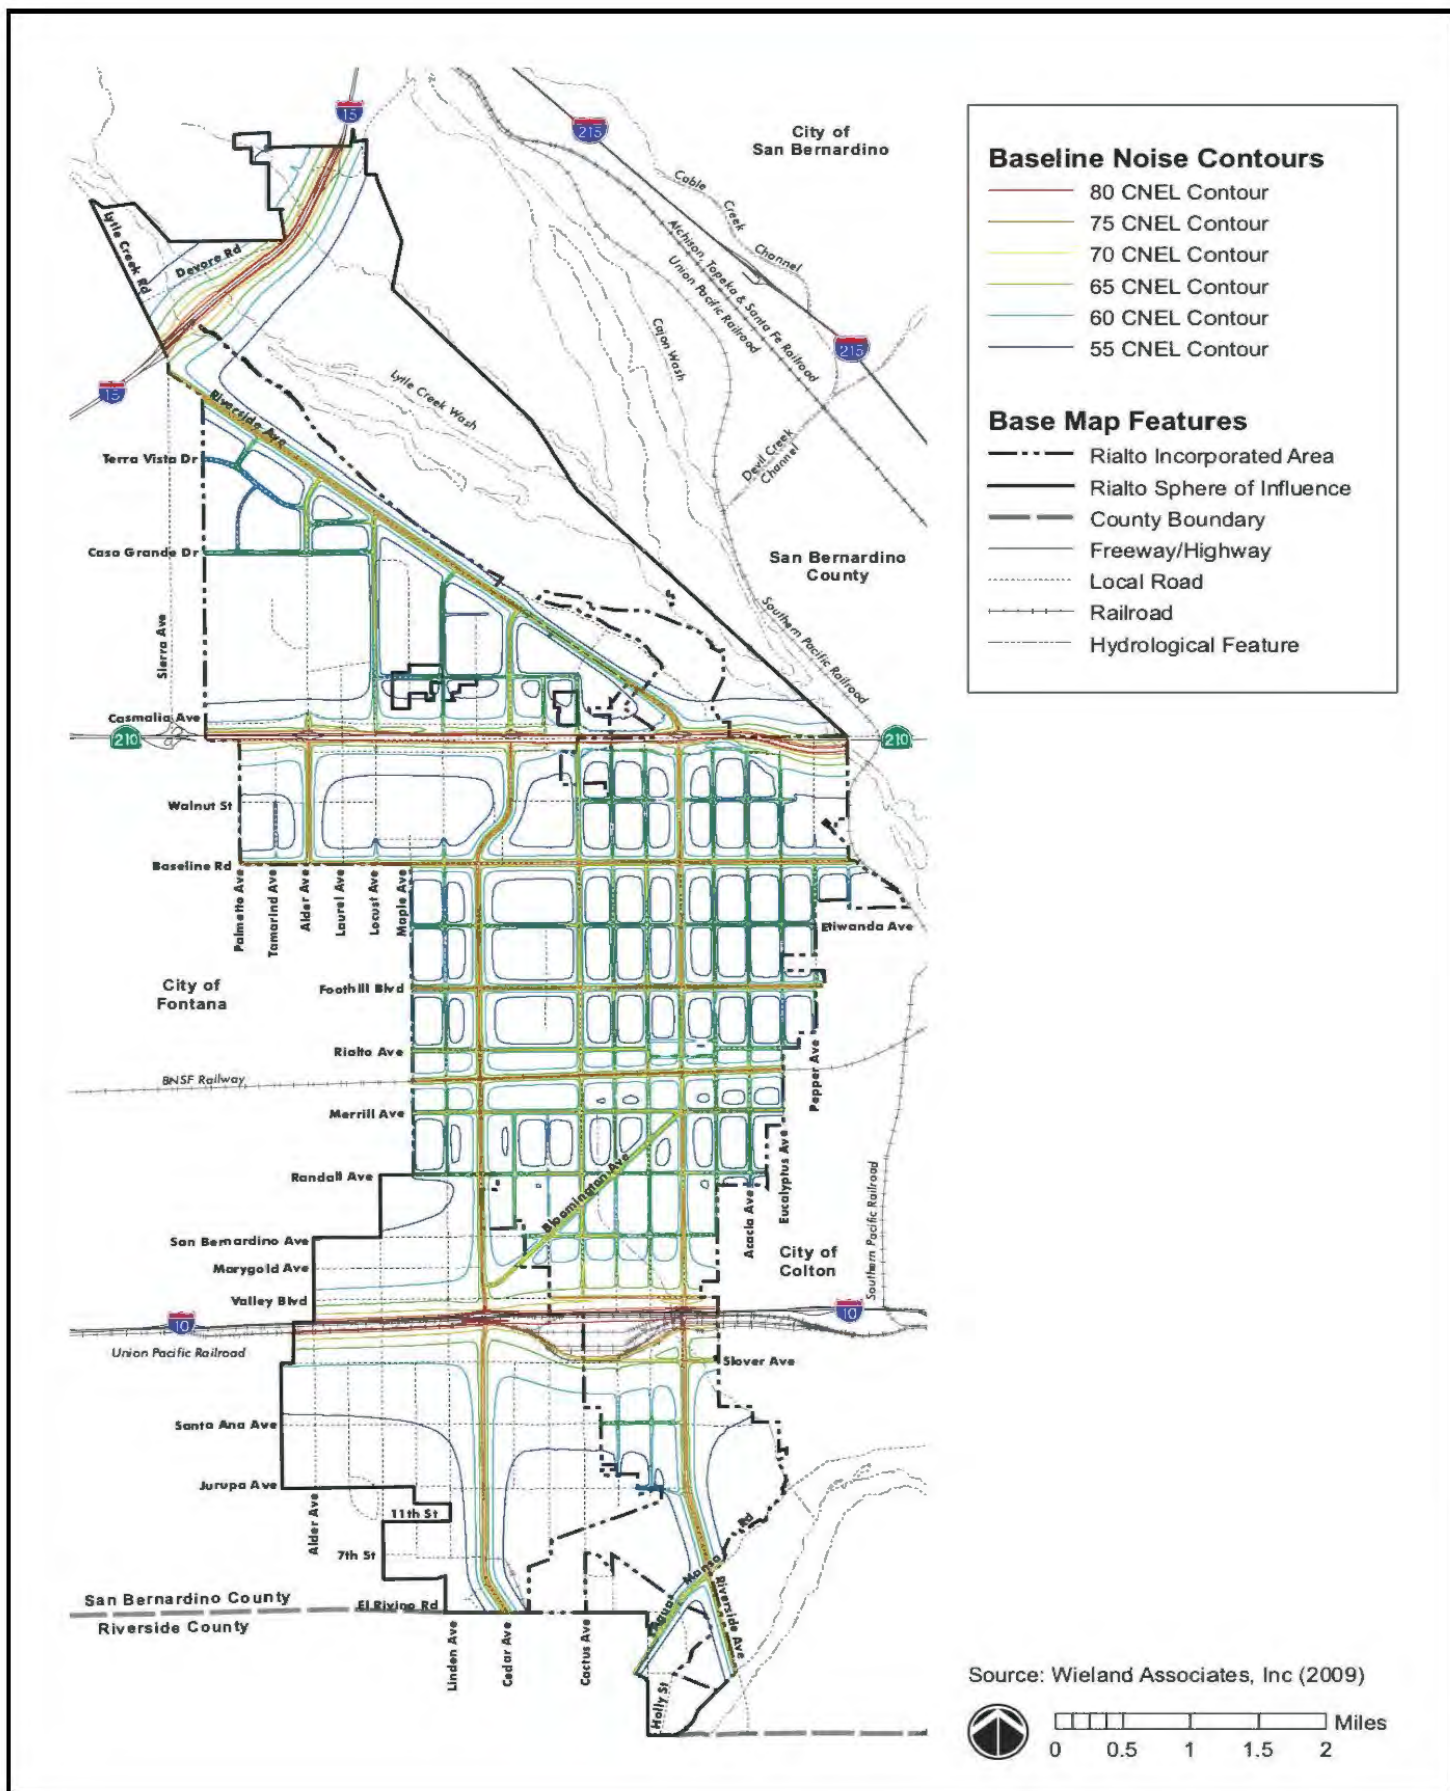 15
215
City of
San Bernardino
Cable
Creek
Channel
Atchison, Topeka & Santa Fe Railroad
Union Pacific Railroad
Lytle Creek Rd
Devore Rd
Cajon Wash
215
15
Lytle Creek Wash
Riverside Ave
Terra Vista Dr
Devil Creek
Channel
Casa Grande Dr
San Bernardino
County
Sierra Ave
Southern Pacific Railroad
Casmalia Ave
210
210
Walnut St
Baseline Rd
Palmetto Ave
Tamarind Ave
Alder Ave
Laurel Ave
Locust Ave
Maple Ave
Etiwanda Ave
City of
Fontana
Foothill Blvd
Rialto Ave
BNSF Railway
Pepper Ave
Merrill Ave
Eucalyptus Ave
Randall Ave
Bloomington Ave
Acacia Ave
Southern Pacific Railroad
San Bernardino Ave
City of
Colton
Marygold Ave
Valley Blvd
10
10
Union Pacific Railroad
Slover Ave
Santa Ana Ave
Jurupa Ave
Alder Ave
11th St
7th St
Agua Mansa Rd
Riverside Ave
San Bernardino County
El Rivino Rd
Riverside County
Linden Ave
Cedar Ave
Cactus Ave
Holly St
Baseline Noise Contours
80 CNEL Contour
75 CNEL Contour
70 CNEL Contour
65 CNEL Contour
60 CNEL Contour
55 CNEL Contour
Base Map Features
Rialto Incorporated Area
Rialto Sphere of Influence
County Boundary
Freeway/Highway
Local Road
Railroad
Hydrological Feature
Source: Wieland Associates, Inc (2009)
Miles
0 0.5 1 1.5 2